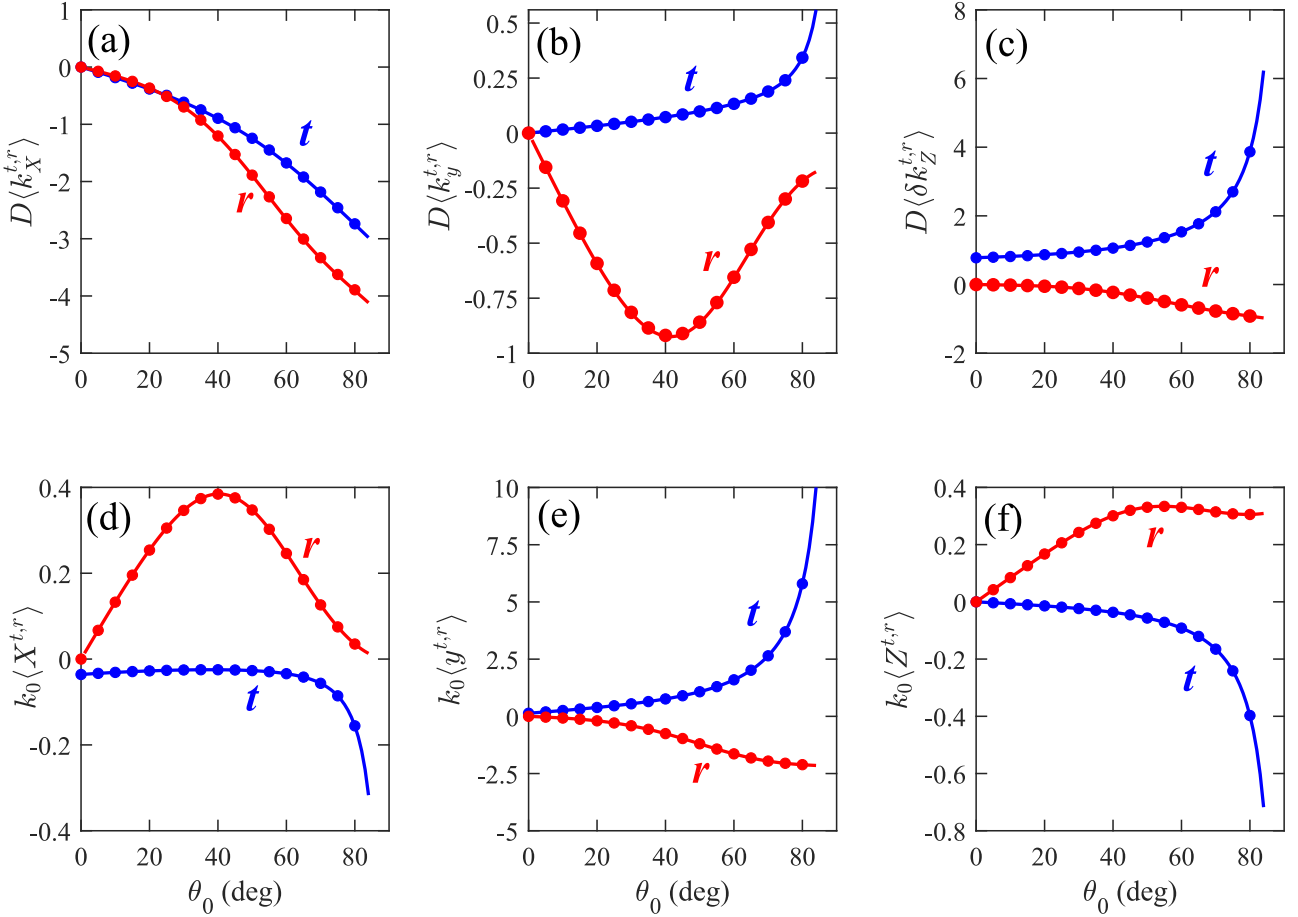 (a)
D⟨k_X^{t,r}⟩
1
0
-1
-2
-3
-4
-5
0 20 40 60 80
t
r
(b)
D⟨k_y^{t,r}⟩
0.5
0.25
0
-0.25
-0.5
-0.75
-1
0 20 40 60 80
t
r
(c)
D⟨δk_Z^{t,r}⟩
8
6
4
2
0
-2
0 20 40 60 80
t
r
(d)
k_0⟨X^{t,r}⟩
0.4
0.2
0
-0.2
-0.4
0 20 40 60 80
θ_0 (deg)
r
t
(e)
k_0⟨y^{t,r}⟩
10
7.5
5
2.5
0
-2.5
-5
0 20 40 60 80
θ_0 (deg)
t
r
(f)
k_0⟨Z^{t,r}⟩
0.4
0.2
0
-0.2
-0.4
-0.6
-0.8
0 20 40 60 80
θ_0 (deg)
r
t